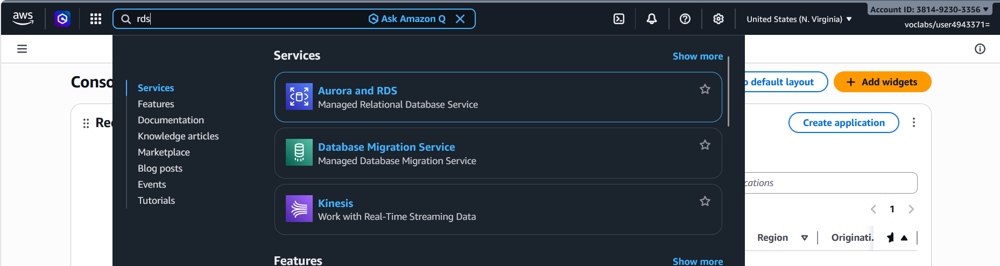 aws
rds
Ask Amazon Q
United States (N. Virginia)
Account ID: 3814-9230-3356
voclabs/user4943371=
Conso
Services
Features
Documentation
Knowledge articles
Marketplace
Blog posts
Events
Tutorials
Services
Show more
Aurora and RDS
Managed Relational Database Service
Database Migration Service
Managed Database Migration Service
Kinesis
Work with Real-Time Streaming Data
Features
Show more
o default layout
+ Add widgets
Create application
cations
1
Region
Originati.